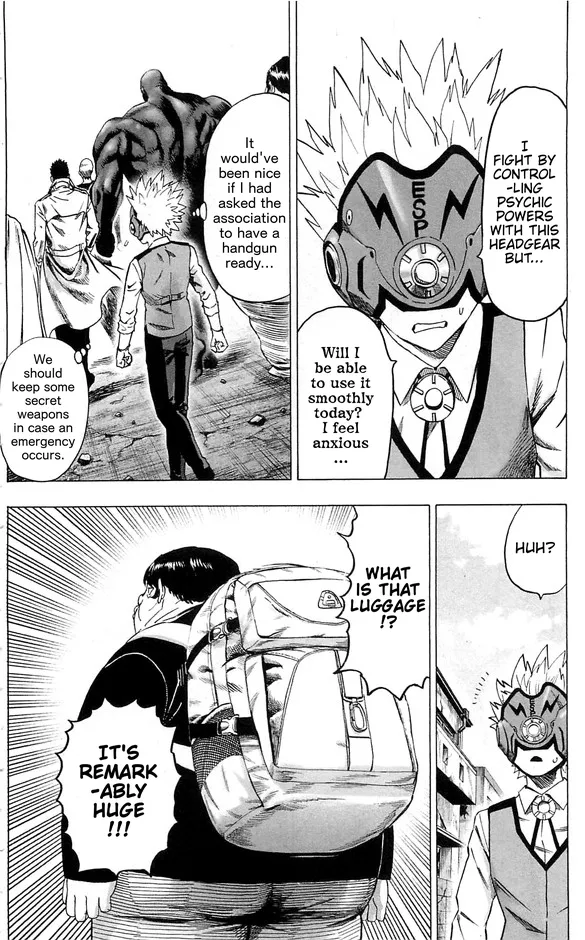 I
FIGHT BY
CONTROL
-LING
PSYCHIC
POWERS
WITH THIS
HEADGEAR
BUT...
ESP
Will I
be able
to use it
smoothly
today?
I feel
anxious
...
It
would've
been nice
if I had
asked the
association
to have a
handgun
ready...
We
should
keep some
secret
weapons
in case an
emergency
occurs.
HUH?
ESP
WHAT
IS THAT
LUGGAGE
!?
IT'S
REMARK
-ABLY
HUGE
!!!